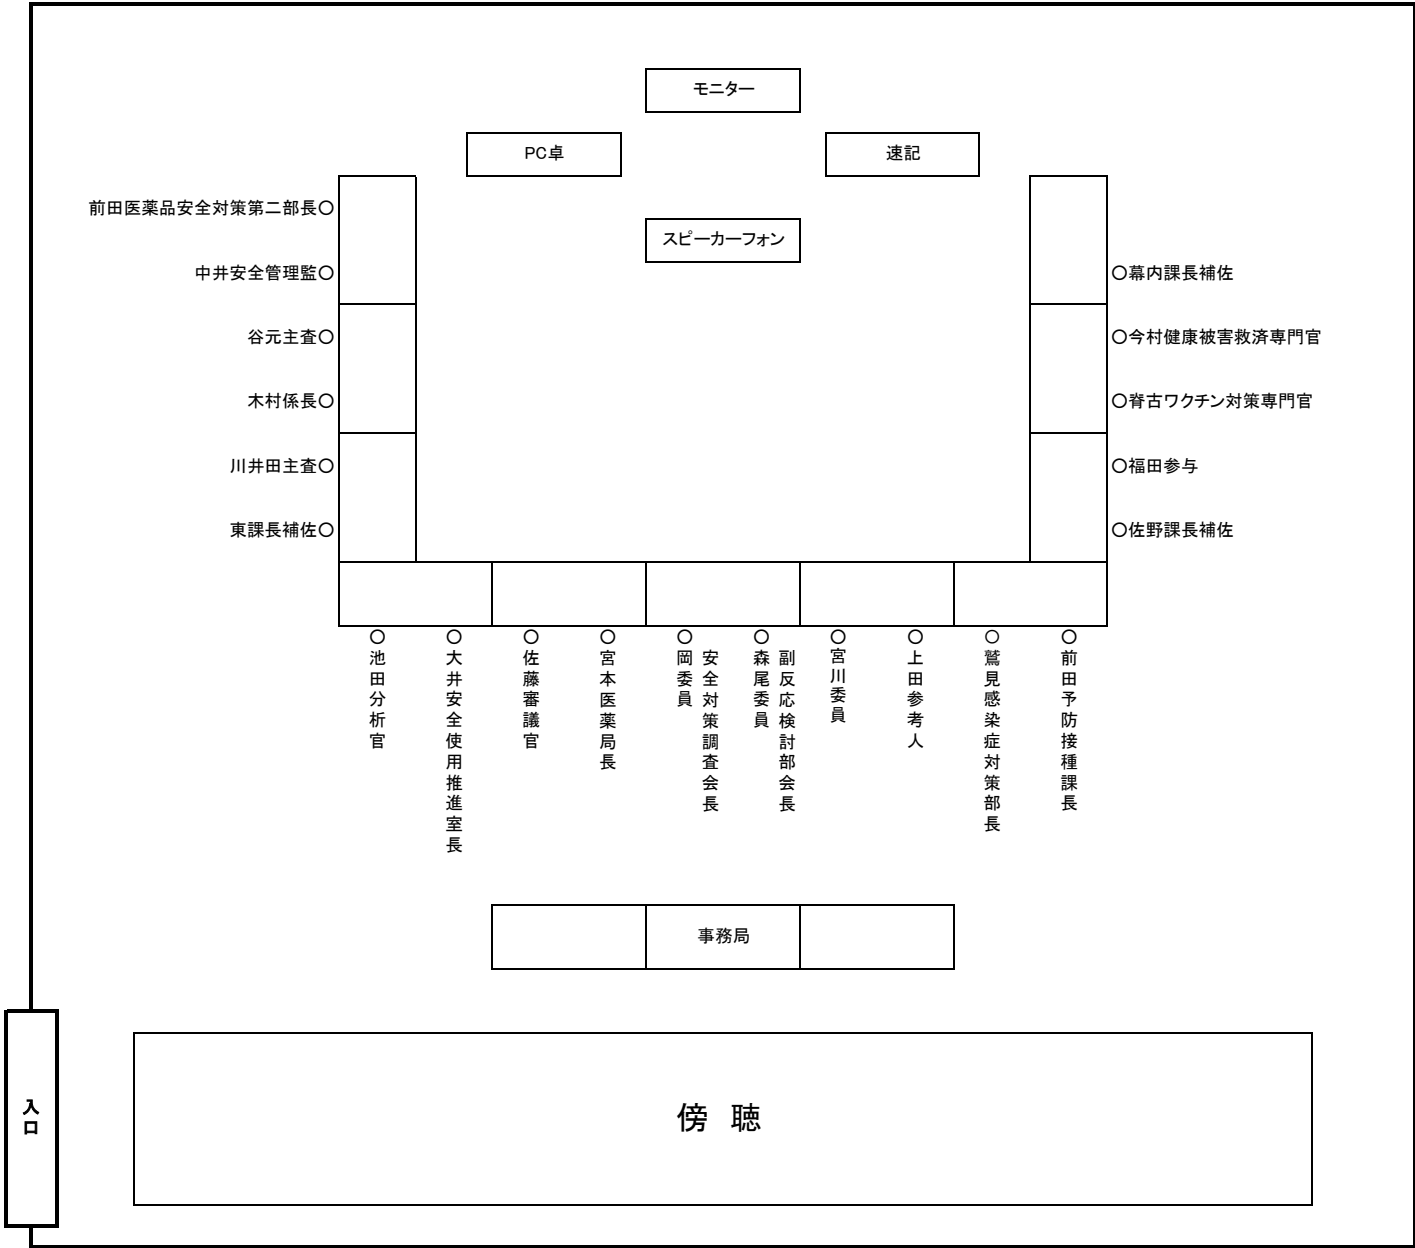 モニター
PC卓
速記
スピーカーフォン
前田医薬品安全対策第二部長○
中井安全管理監○
○幕内課長補佐
谷元主査○
○今村健康被害救済専門官
木村係長○
○脊古ワクチン対策専門官
川井田主査○
○福田参与
東課長補佐○
○佐野課長補佐
○池田分析官
○大井安全使用推進室長
○佐藤審議官
○宮本医薬局長
○岡委員
安全対策調査会長
○森尾委員
副反応検討部会長
○宮川委員
○上田参考人
○鷲見感染症対策部長
○前田予防接種課長
事務局
入口
傍　聴